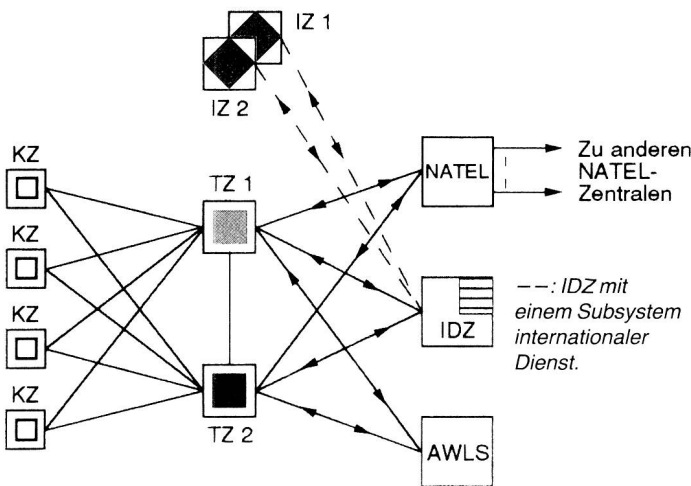 IZ 1
IZ 2
KZ
KZ
KZ
KZ
TZ 1
TZ 2
NATEL
Zu anderen
NATEL-
Zentralen
IDZ
– –: IDZ mit
einem Subsystem
internationaler
Dienst.
AWLS